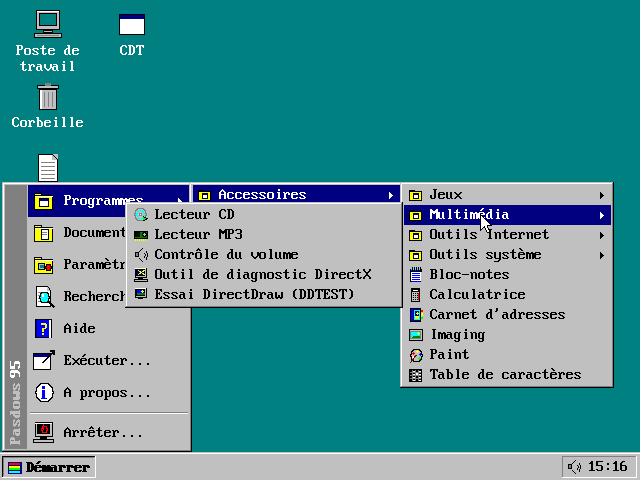 Poste de
travail
CDT
Corbeille
Programmes
Document
Paramètr
Recherch
Aide
Exécuter...
A propos...
Arrêter...
Pasdows 95
Accessoires
Lecteur CD
Lecteur MP3
Contrôle du volume
Outil de diagnostic DirectX
Essai DirectDraw (DDTEST)
Jeux
Multimédia
Outils Internet
Outils système
Bloc-notes
Calculatrice
Carnet d'adresses
Imaging
Paint
Table de caractères
Démarrer
15:16